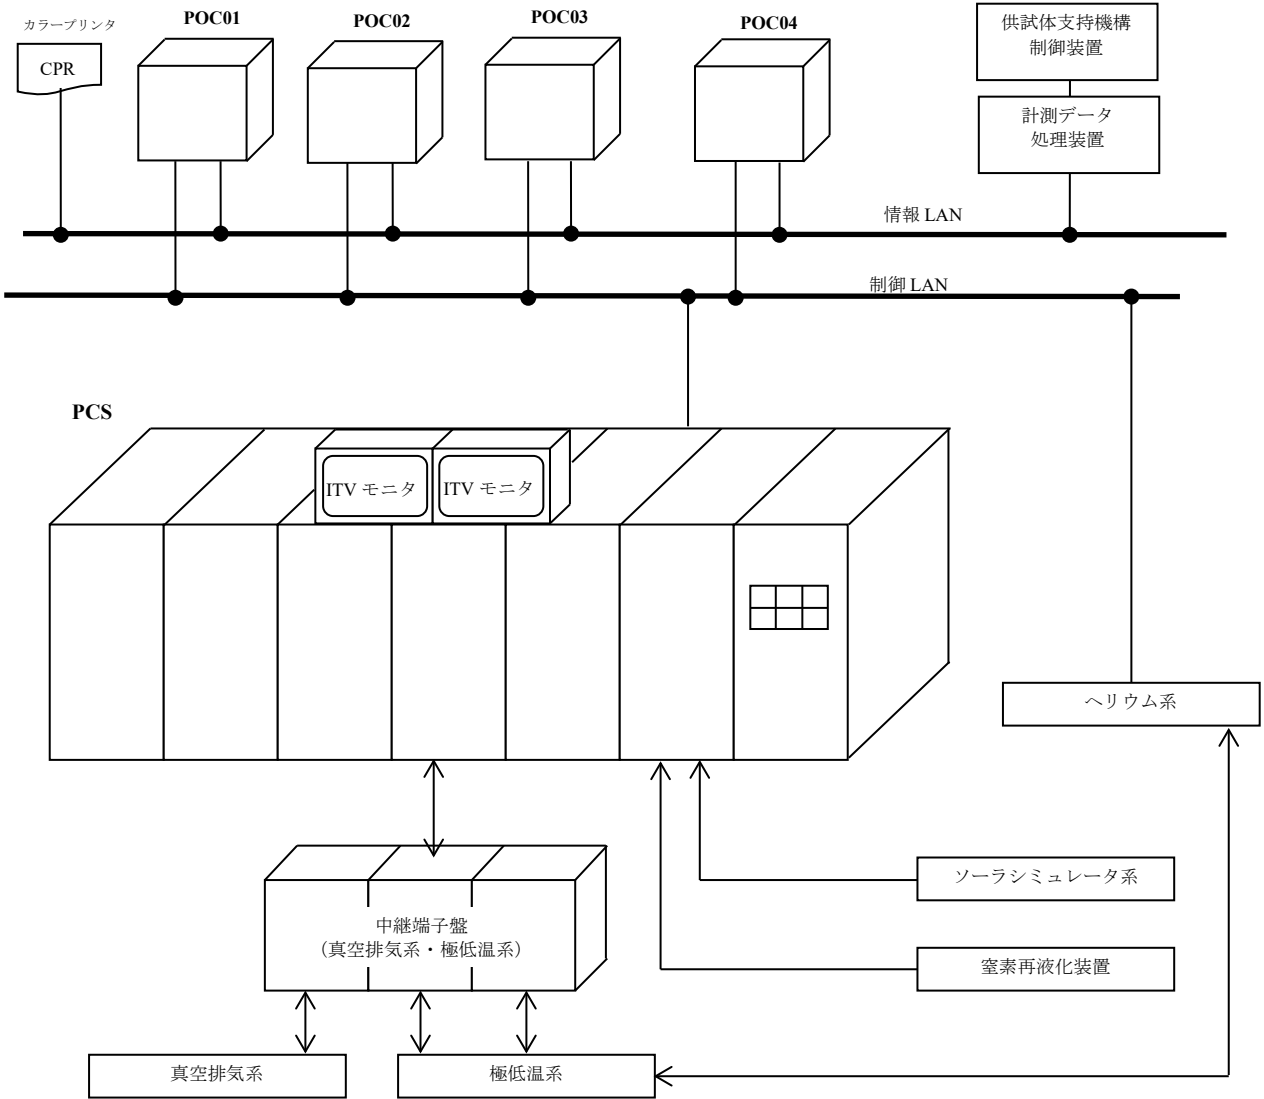 カラープリンタ
CPR
POC01
POC02
POC03
POC04
供試体支持機構
制御装置
計測データ
処理装置
情報 LAN
制御 LAN
PCS
ITV モニタ
ITV モニタ
ヘリウム系
ソーラシミュレータ系
中継端子盤
（真空排気系・極低温系）
窒素再液化装置
真空排気系
極低温系